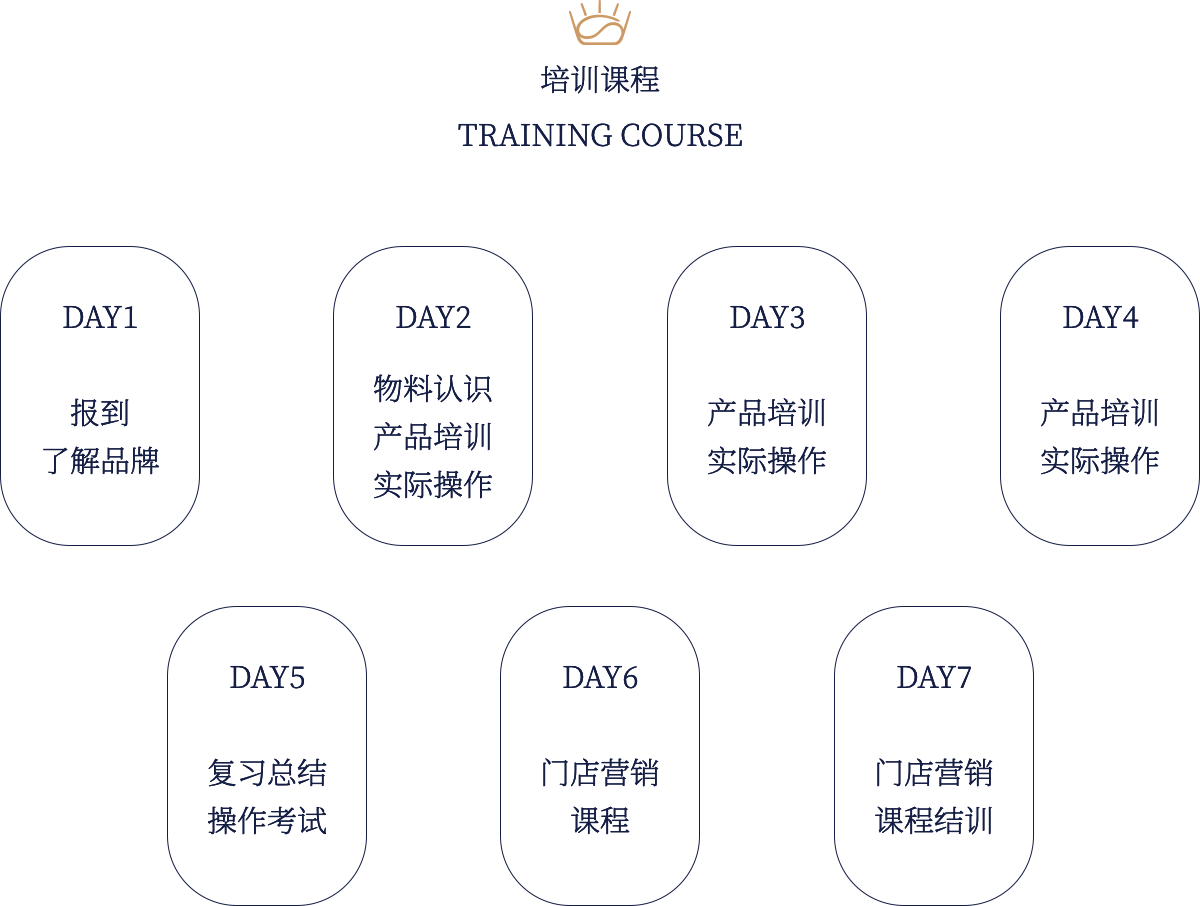 培训课程
TRAINING COURSE
DAY1
报到
了解品牌
DAY2
物料认识
产品培训
实际操作
DAY3
产品培训
实际操作
DAY4
产品培训
实际操作
DAY5
复习总结
操作考试
DAY6
门店营销
课程
DAY7
门店营销
课程结训